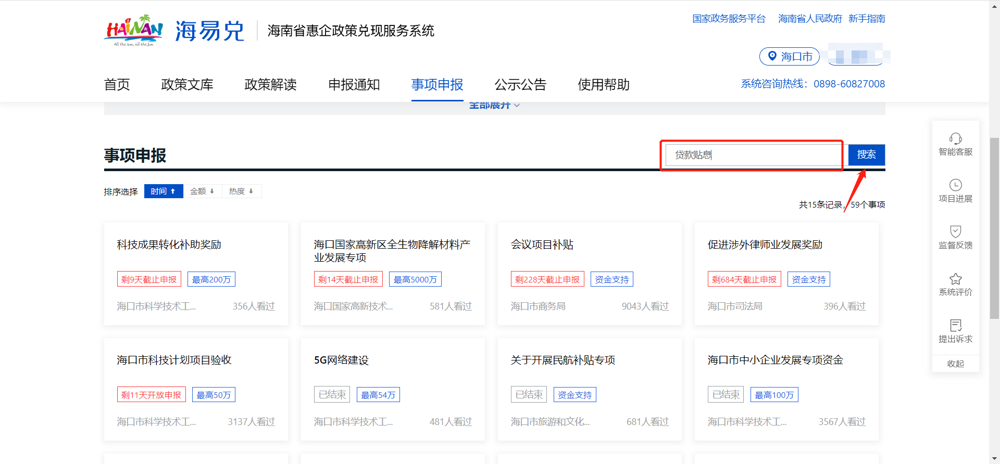 国家政务服务平台 海南省人民政府 新手指南
HAINAN
All the sun, all the fun
海易兑
海南省惠企政策兑现服务系统
海口市
首页 政策文库 政策解读 申报通知 事项申报 公示公告 使用帮助
系统咨询热线：0898-60827008
全部展开
事项申报
贷款贴息
搜索
排序选择 时间 金额 热度
共15条记录，59个事项
科技成果转化补助奖励
剩9天截止申报 最高200万
海口市科学技术工... 356人看过
海口国家高新区全生物降解材料产
业发展专项
剩14天截止申报 最高5000万
海口国家高新技术... 581人看过
会议项目补贴
剩228天截止申报 资金支持
海口市商务局 9043人看过
促进涉外律师业发展奖励
剩684天截止申报 资金支持
海口市司法局 396人看过
海口市科技计划项目验收
剩11天开放申报 最高50万
海口市科学技术工... 3137人看过
5G网络建设
已结束 最高54万
海口市科学技术工... 481人看过
关于开展民航补贴专项
已结束 资金支持
海口市旅游和文化... 681人看过
海口市中小企业发展专项资金
已结束 最高100万
海口市科学技术工... 3567人看过
智能客服
项目进展
监督反馈
系统评价
提出诉求
收起